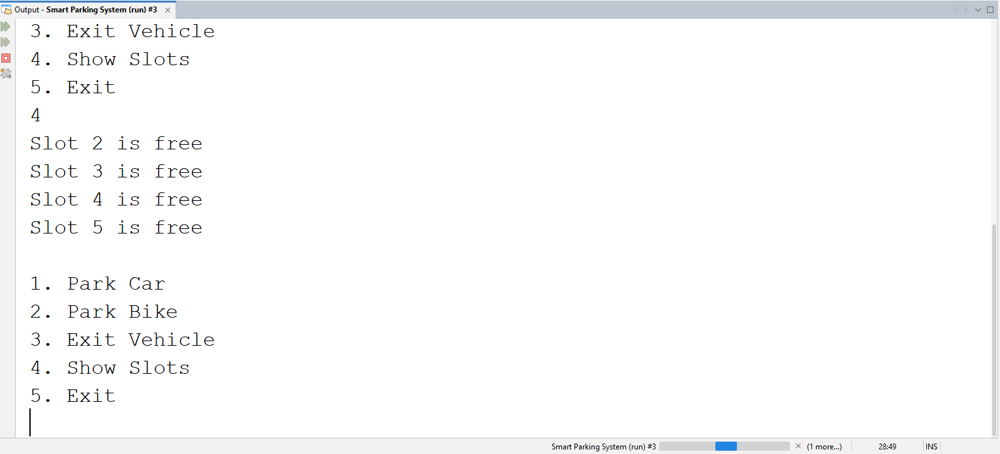 Output - Smart Parking System (run) #3
3. Exit Vehicle
4. Show Slots
5. Exit
4
Slot 2 is free
Slot 3 is free
Slot 4 is free
Slot 5 is free
1. Park Car
2. Park Bike
3. Exit Vehicle
4. Show Slots
5. Exit
Smart Parking System (run) #3 (1 more...) 28:49 INS